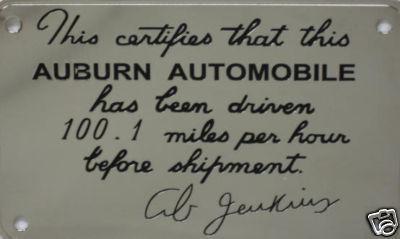 This certifies that this
AUBURN AUTOMOBILE
has been driven
100.1 miles per hour
before shipment.
Ab Jenkins